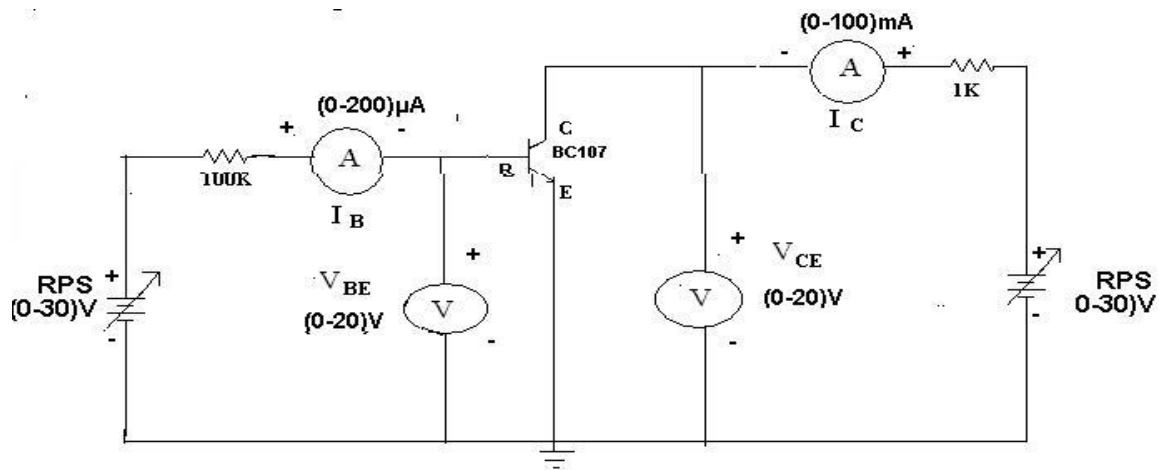 (0-100)mA
- A +
1K
I C
(0-200)µA
+ A -
100K
I B
C
BC107
B
E
RPS
(0-30)V
+
-
V BE
(0-20)V
+
V
-
+
V
-
V CE
(0-20)V
+
-
RPS
0-30)V